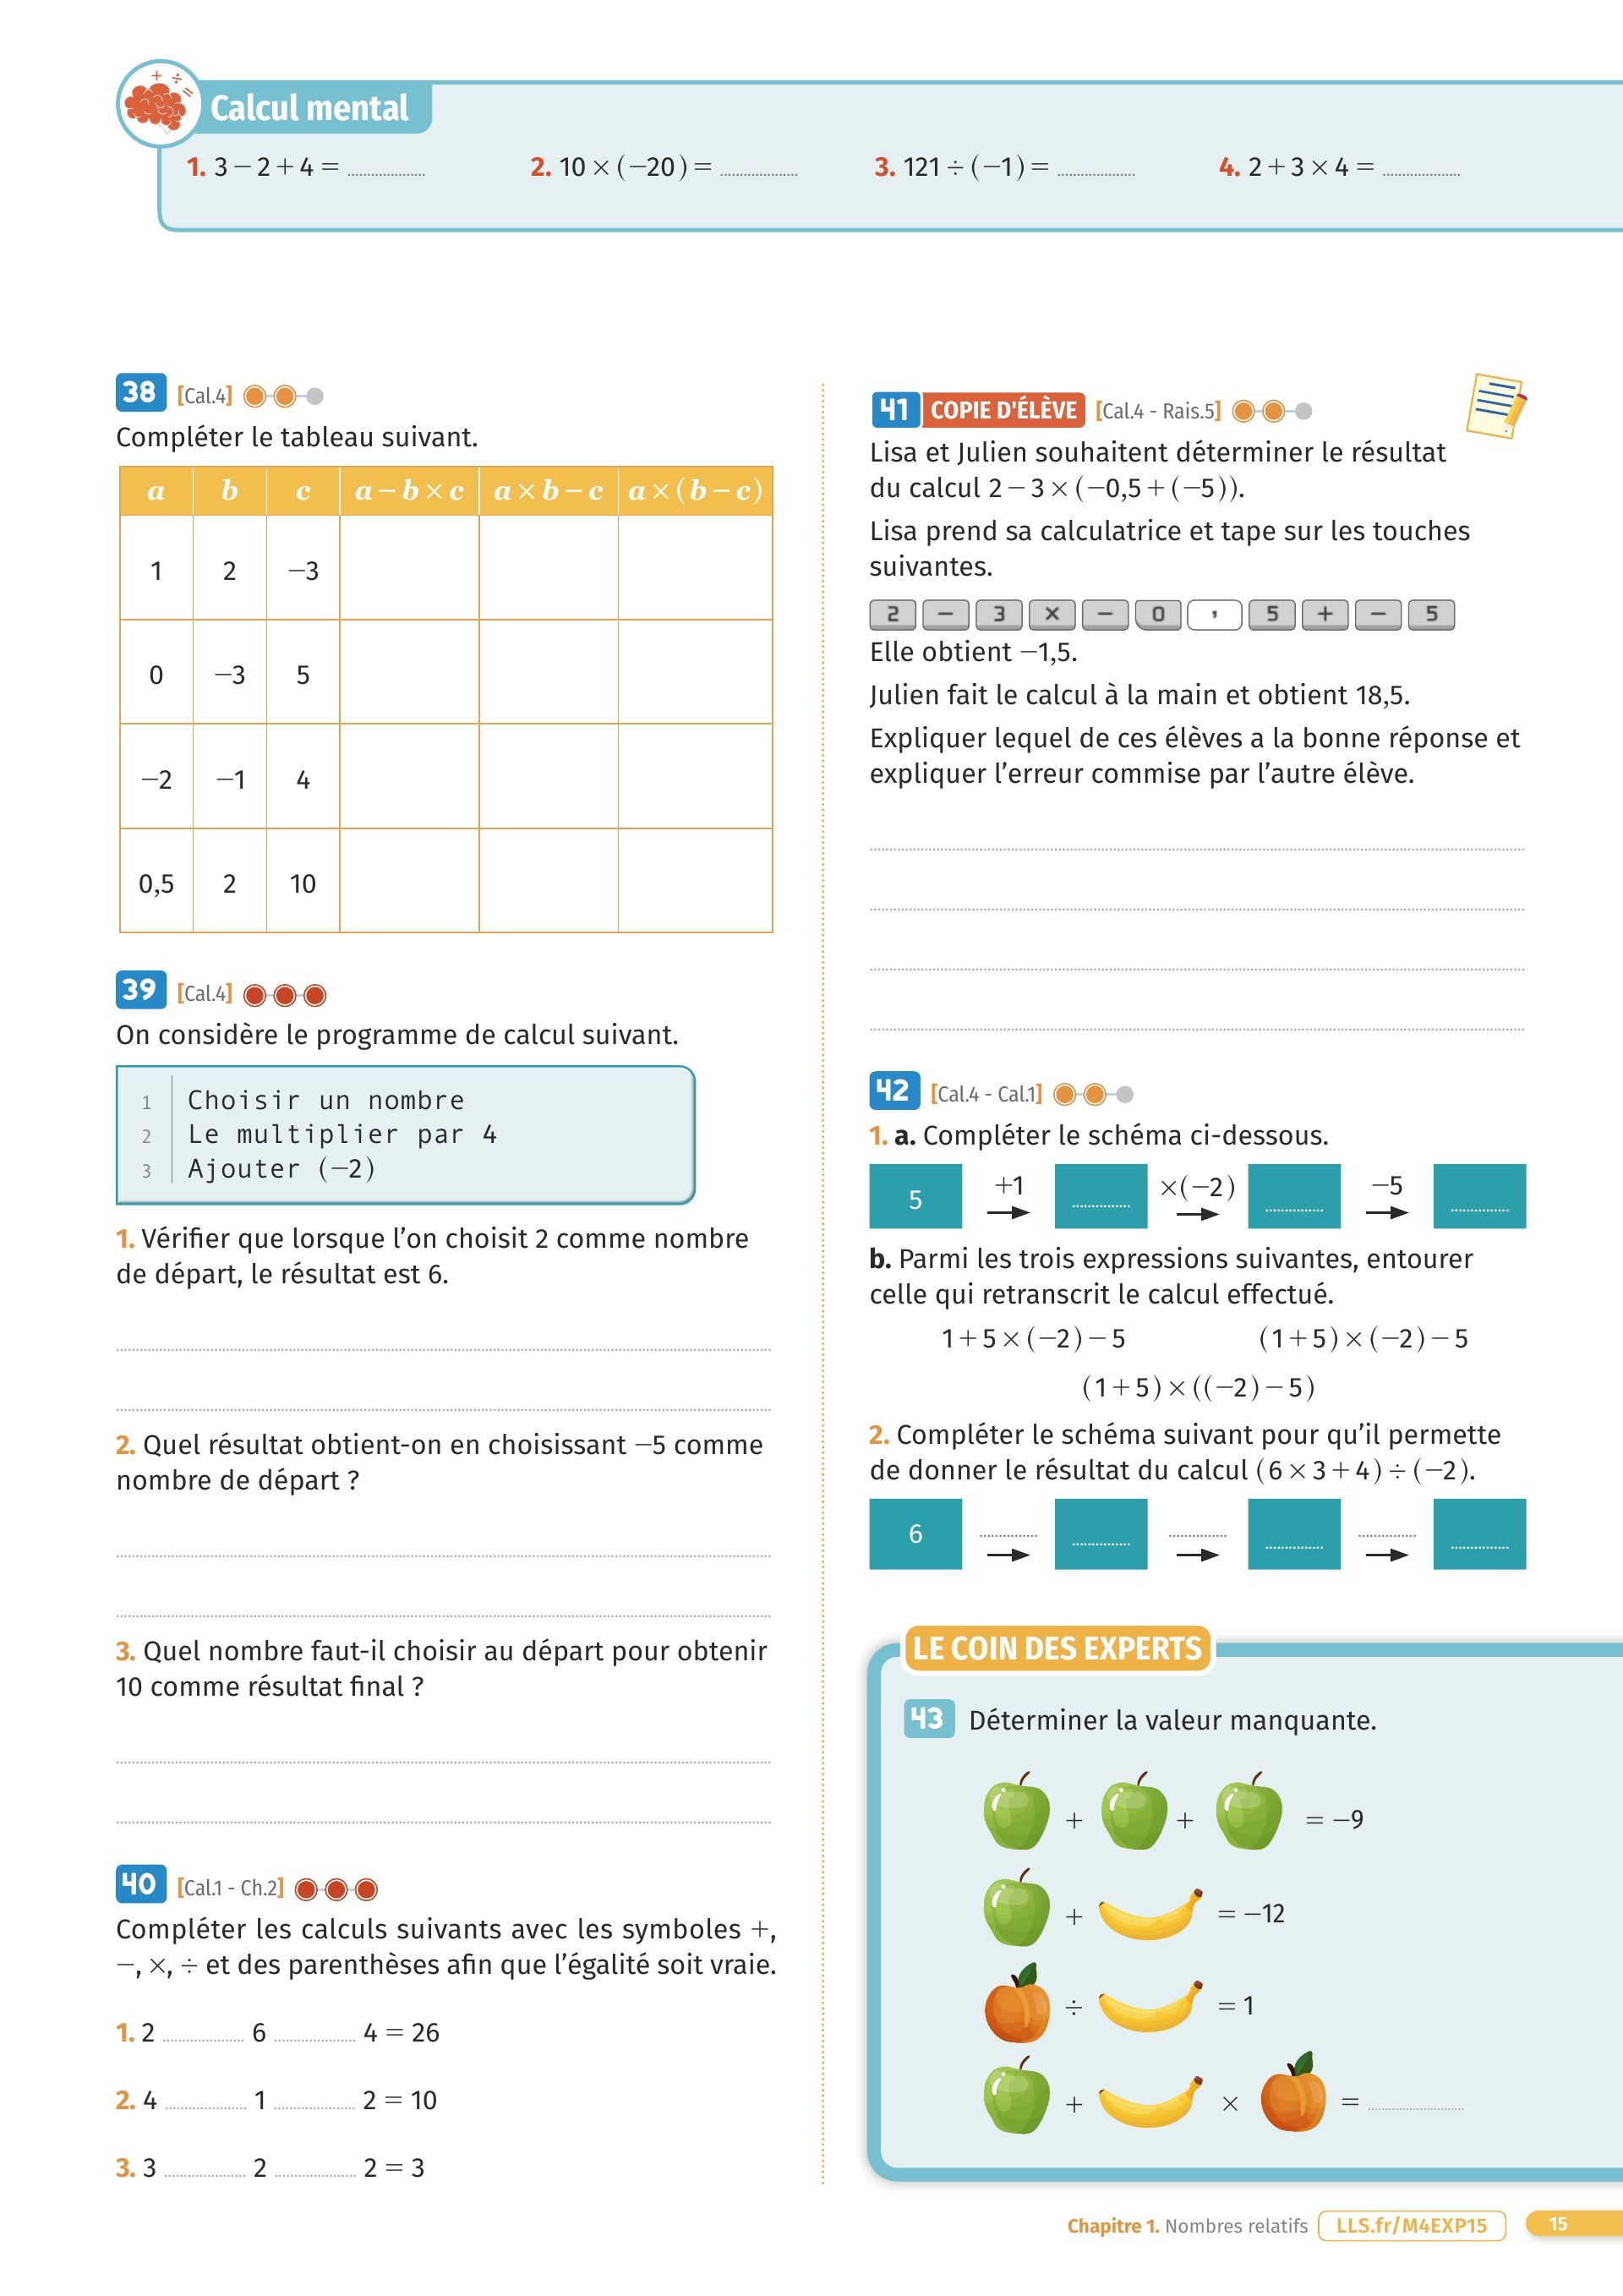 Calcul mental
1. 3 − 2 + 4 = ..................
2. 10 × (−20) = ..................
3. 121 ÷ (−1) = ..................
4. 2 + 3 × 4 = ..................
38 [Cal.4]
Compléter le tableau suivant.
a b c a − b × c a × b − c a × (b − c)
1 2 −3
0 −3 5
−2 −1 4
0,5 2 10
39 [Cal.4]
On considère le programme de calcul suivant.
1 Choisir un nombre
2 Le multiplier par 4
3 Ajouter (−2)
1. Vérifier que lorsque l’on choisit 2 comme nombre
de départ, le résultat est 6.
2. Quel résultat obtient-on en choisissant −5 comme
nombre de départ ?
3. Quel nombre faut-il choisir au départ pour obtenir
10 comme résultat final ?
40 [Cal.1 - Ch.2]
Compléter les calculs suivants avec les symboles +,
−, ×, ÷ et des parenthèses afin que l’égalité soit vraie.
1. 2 .................. 6 .................. 4 = 26
2. 4 .................. 1 .................. 2 = 10
3. 3 .................. 2 .................. 2 = 3
41 COPIE D'ÉLÈVE [Cal.4 - Rais.5]
Lisa et Julien souhaitent déterminer le résultat
du calcul 2 − 3 × (−0,5 + (−5)).
Lisa prend sa calculatrice et tape sur les touches
suivantes.
2 − 3 × − 0 , 5 + − 5
Elle obtient −1,5.
Julien fait le calcul à la main et obtient 18,5.
Expliquer lequel de ces élèves a la bonne réponse et
expliquer l’erreur commise par l’autre élève.
42 [Cal.4 - Cal.1]
1. a. Compléter le schéma ci-dessous.
5 +1 .............. ×(−2) .............. −5 ..............
b. Parmi les trois expressions suivantes, entourer
celle qui retranscrit le calcul effectué.
1 + 5 × (−2) − 5 (1 + 5) × (−2) − 5
(1 + 5) × ((−2) − 5)
2. Compléter le schéma suivant pour qu’il permette
de donner le résultat du calcul (6 × 3 + 4) ÷ (−2).
6 .............. .............. .............. .............. .............. ..............
LE COIN DES EXPERTS
43 Déterminer la valeur manquante.
+ + = −9
+ = −12
÷ = 1
+ × = ..................
Chapitre 1. Nombres relatifs LLS.fr/M4EXP15 15